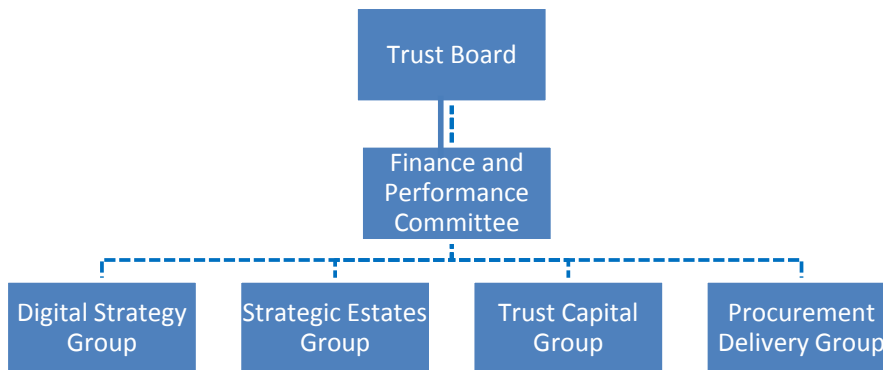 Trust Board
Finance and
Performance
Committee
Digital Strategy
Group
Strategic Estates
Group
Trust Capital
Group
Procurement
Delivery Group